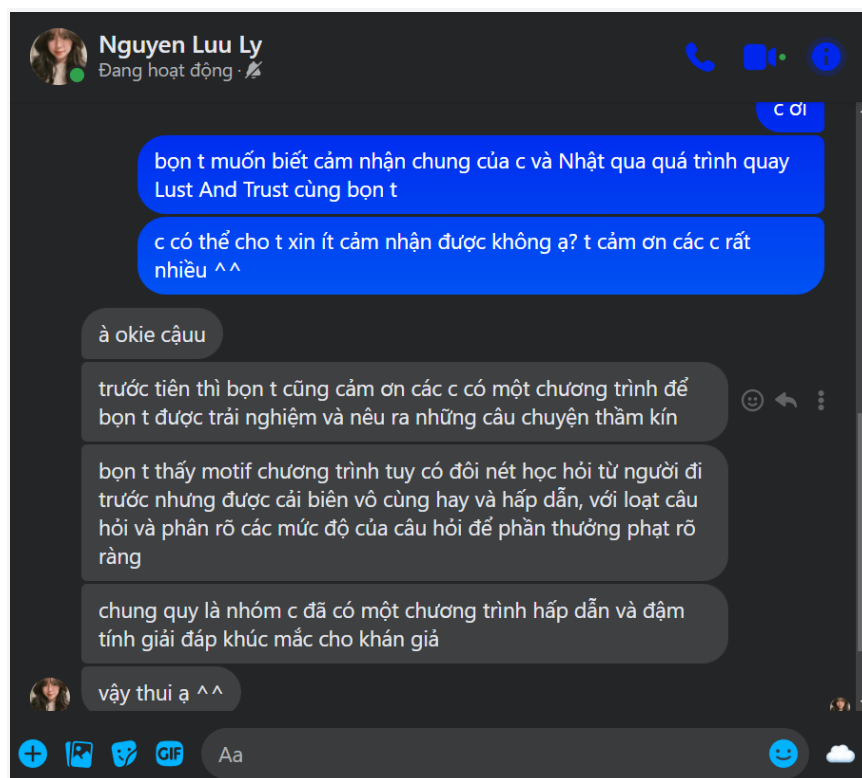 Nguyen Luu Ly
Đang hoạt động ·
c ơi
bọn t muốn biết cảm nhận chung của c và Nhật qua quá trình quay
Lust And Trust cùng bọn t
c có thể cho t xin ít cảm nhận được không ạ? t cảm ơn các c rất
nhiều ^^
à okie cậuu
trước tiên thì bọn t cũng cảm ơn các c có một chương trình để
bọn t được trải nghiệm và nêu ra những câu chuyện thầm kín
bọn t thấy motif chương trình tuy có đôi nét học hỏi từ người đi
trước nhưng được cải biên vô cùng hay và hấp dẫn, với loạt câu
hỏi và phân rõ các mức độ của câu hỏi để phần thưởng phạt rõ
ràng
chung quy là nhóm c đã có một chương trình hấp dẫn và đậm
tính giải đáp khúc mắc cho khán giả
vậy thui ạ ^^
GIF
Aa